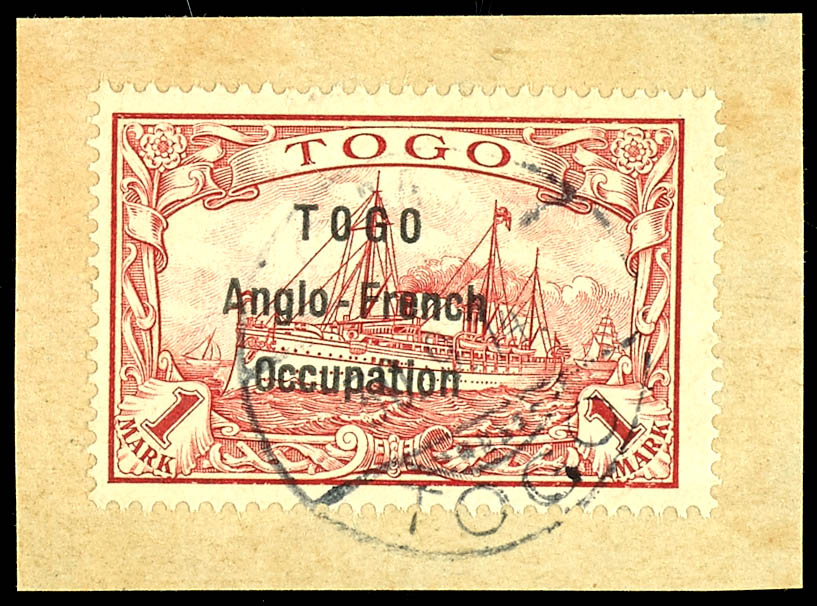 TOGO
TOGO
Anglo-French
Occupation
1 1
MARK MARK
TOGO